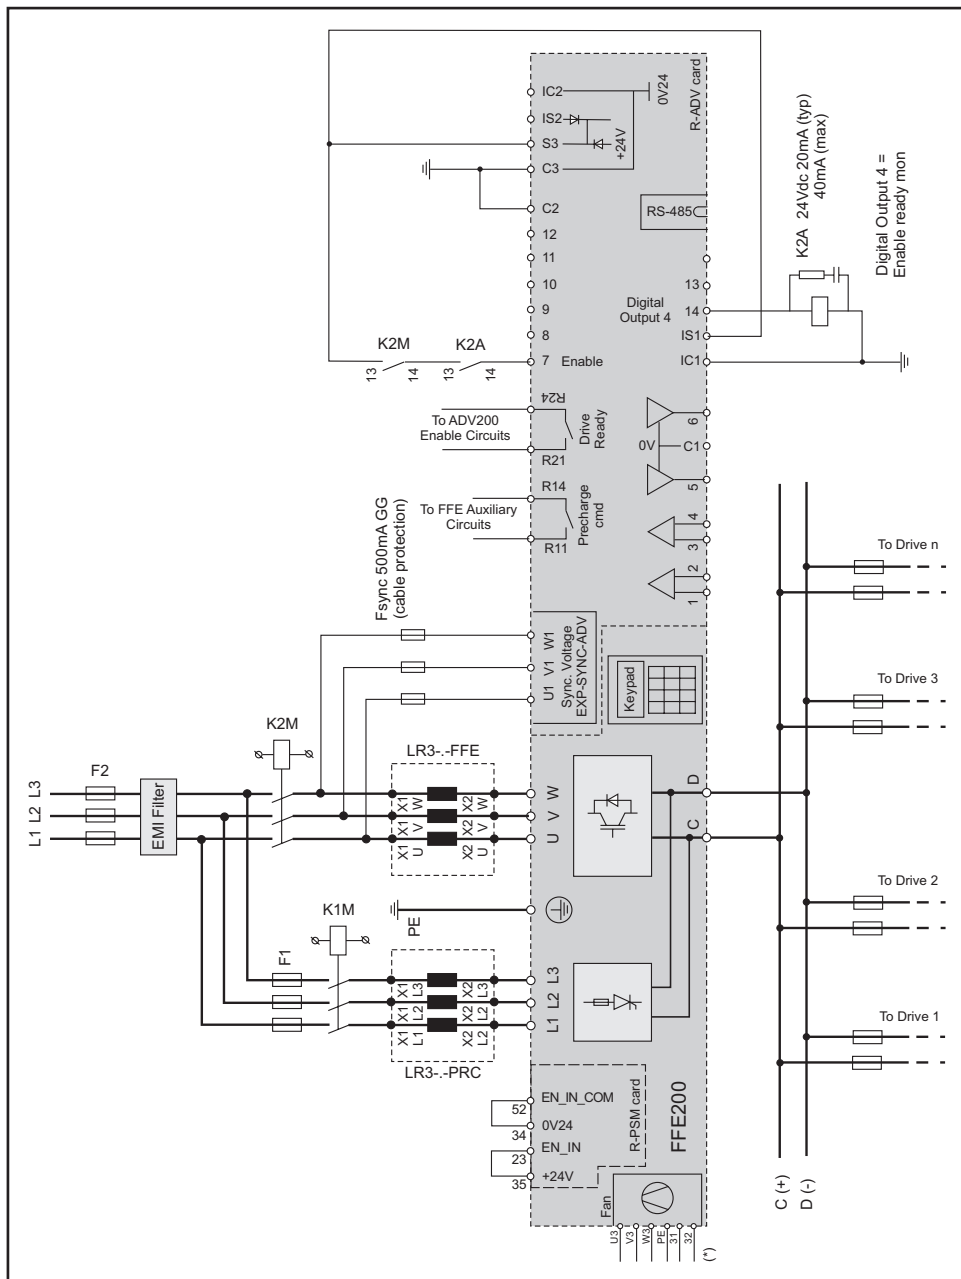 IC2
IS2
S3
C3
C2
12
11
10
9
8
7 Enable
+24V
0V24
R-ADV card
RS-485
13
14
IS1
IC1
Digital
Output 4
K2A 24Vdc 20mA (typ)
40mA (max)
Digital Output 4 =
Enable ready mon
K2M
13
14
K2A
13
14
To ADV200
Enable Circuits
R24
R21
Drive
Ready
To FFE Auxiliary
Circuits
R14
R11
Precharge
cmd
6
0V
C1
5
4
3
2
1
Fsync 500mA GG
(cable protection)
U1 V1 W1
Sync. Voltage
EXP-SYNC-ADV
Keypad
To Drive n
To Drive 3
To Drive 2
To Drive 1
K2M
LR3-.-FFE
L1 L2 L3
F2
EMI Filter
X1 W
X1 V
X1 U
X2 W
X2 V
X2 U
W
V
U
D
C
PE
K1M
F1
X1 L3
X1 L2
X1 L1
X2 L3
X2 L2
X2 L2
L3
L2
L1
LR3-.-PRC
EN_IN_COM
52
0V24
34
EN_IN
23
+24V
35
R-PSM card
FFE200
Fan
U3
V3
W3
PE
31
32
(*)
C (+)
D (-)